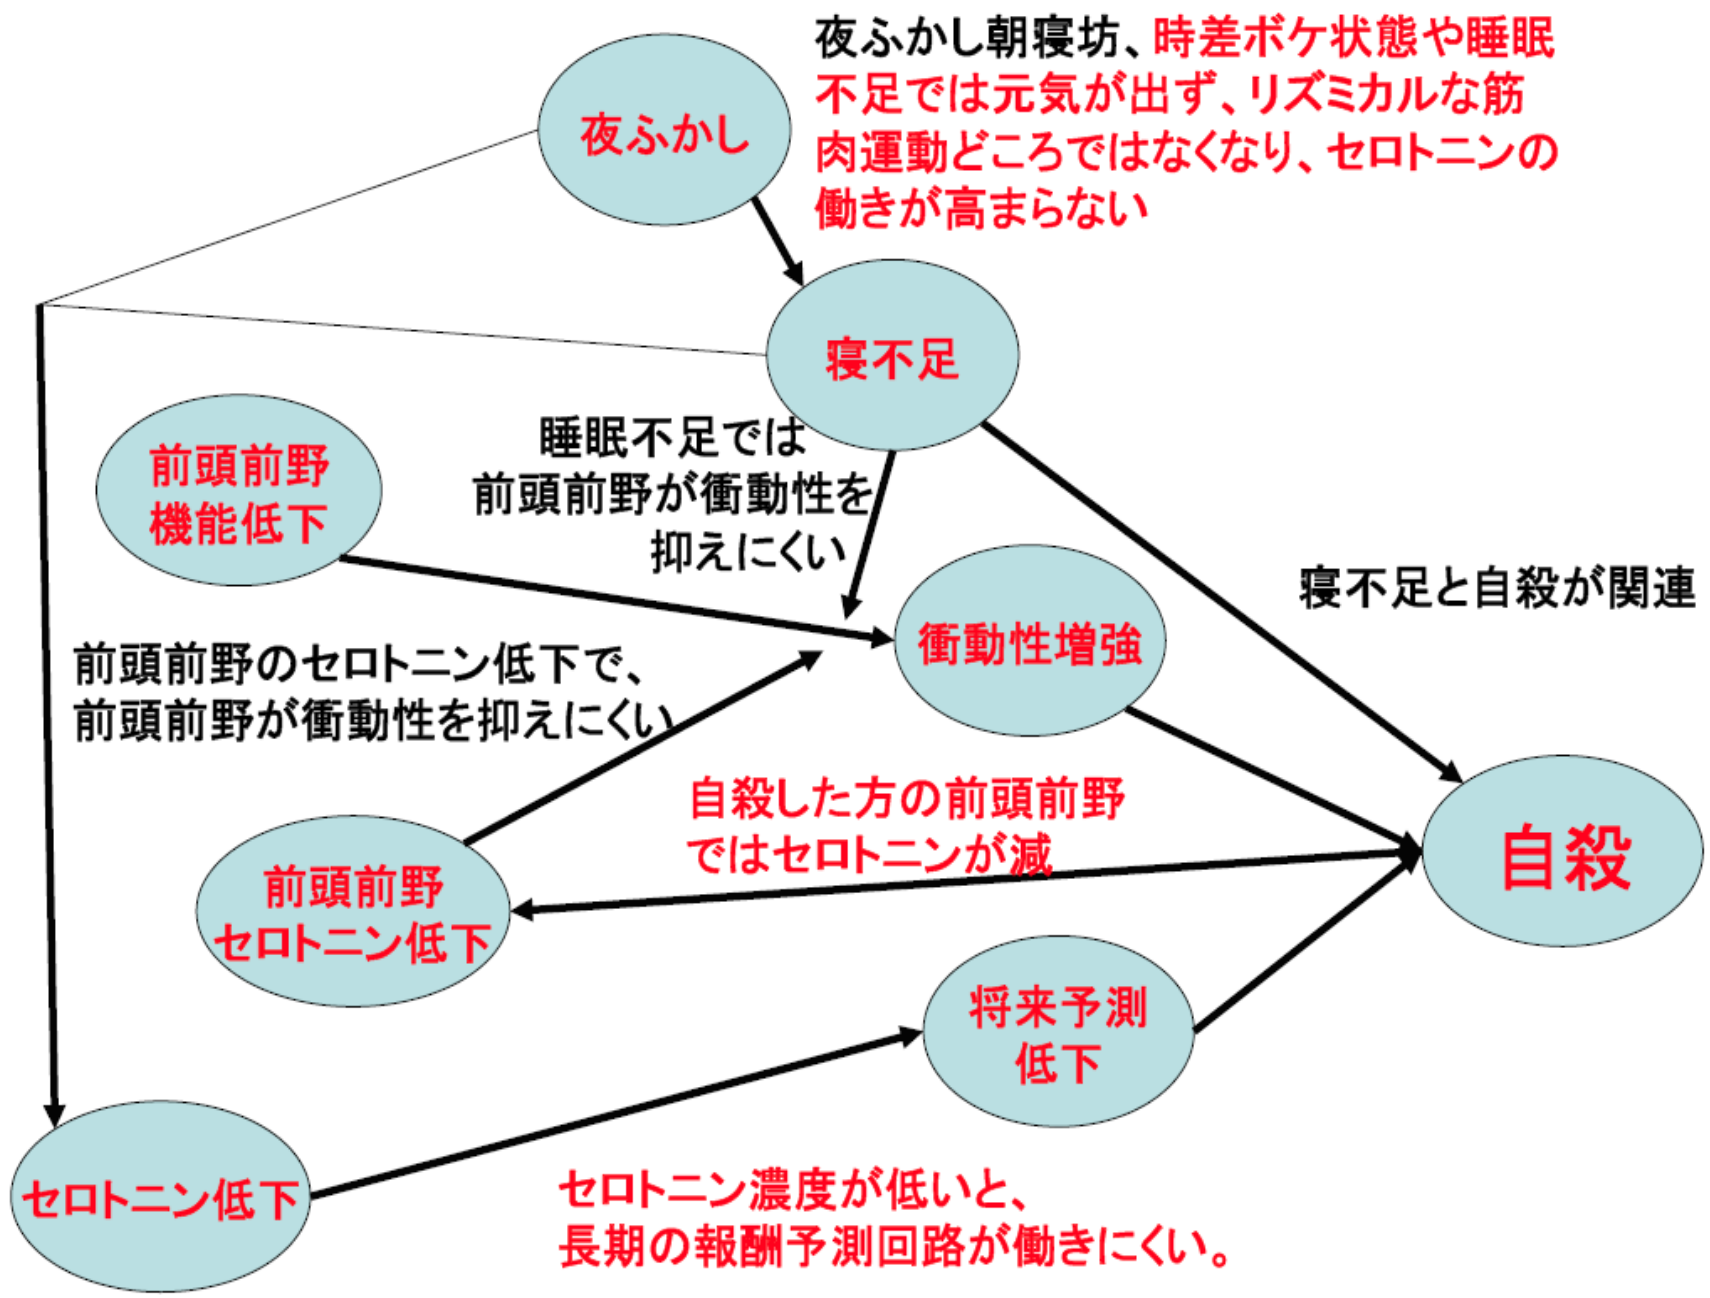 夜ふかし朝寝坊、時差ボケ状態や睡眠
不足では元気が出ず、リズミカルな筋
肉運動どころではなくなり、セロトニンの
働きが高まらない
夜ふかし
寝不足
睡眠不足では
前頭前野が衝動性を
抑えにくい
前頭前野
機能低下
寝不足と自殺が関連
衝動性増強
前頭前野のセロトニン低下で、
前頭前野が衝動性を抑えにくい
自殺した方の前頭前野
ではセロトニンが減
自殺
前頭前野
セロトニン低下
将来予測
低下
セロトニン低下
セロトニン濃度が低いと、
長期の報酬予測回路が働きにくい。